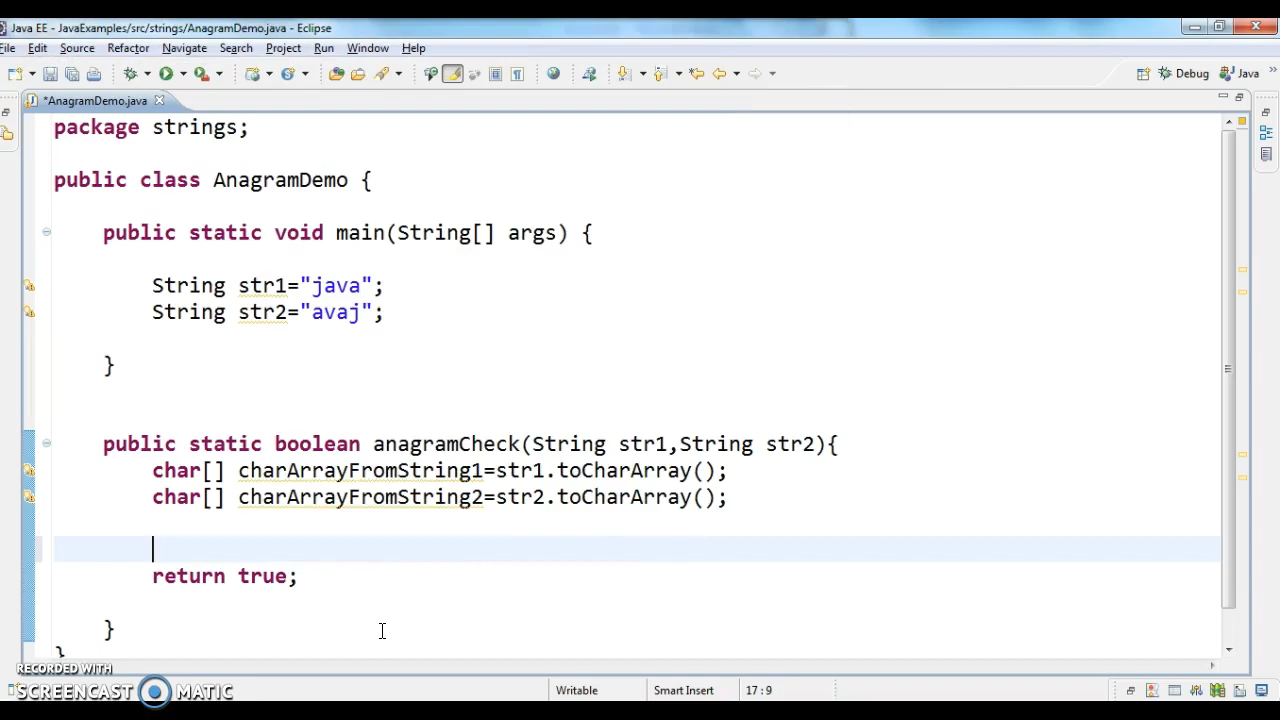 Java EE - JavaExamples/src/strings/AnagramDemo.java - Eclipse
File Edit Source Refactor Navigate Search Project Run Window Help
Debug Java
*AnagramDemo.java
package strings;
public class AnagramDemo {
public static void main(String[] args) {
String str1="java";
String str2="avaj";
}
public static boolean anagramCheck(String str1,String str2){
char[] charArrayFromString1=str1.toCharArray();
char[] charArrayFromString2=str2.toCharArray();
return true;
}
}
RECORDED WITH
SCREENCAST MATIC
Writable Smart Insert 17:9